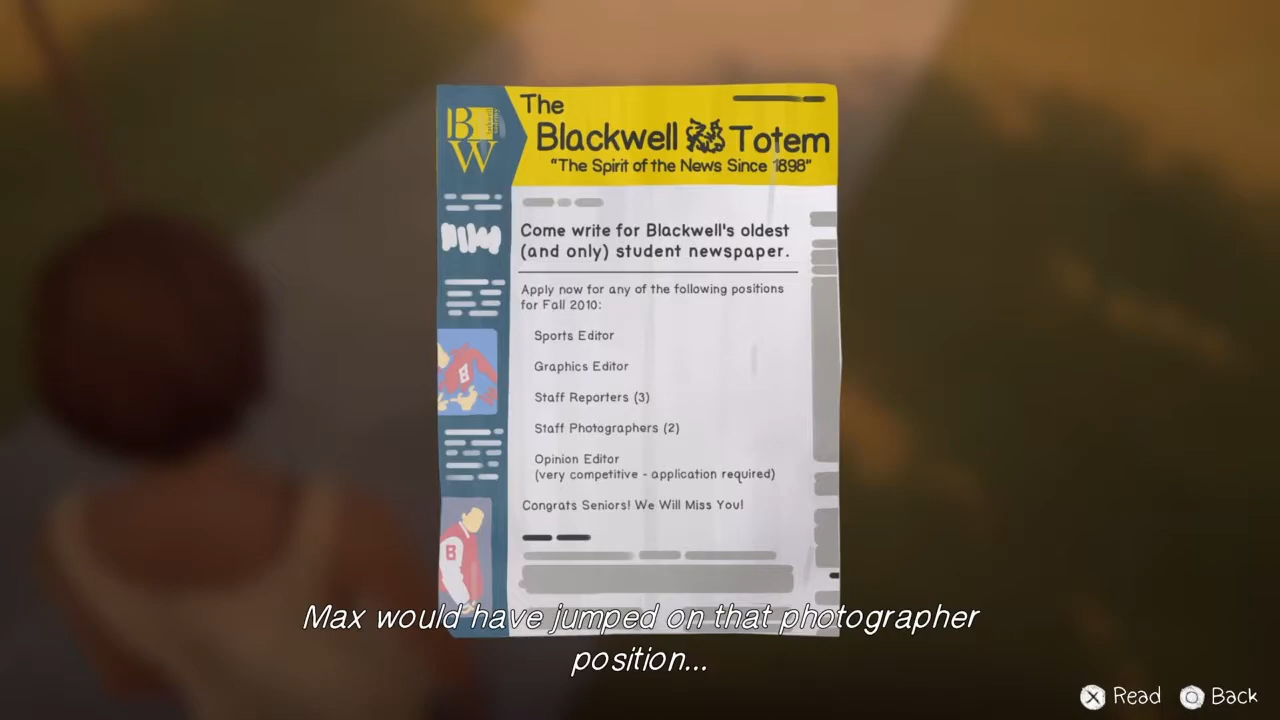 The
Blackwell Totem
"The Spirit of the News Since 1898"
B
W
Come write for Blackwell's oldest
(and only) student newspaper.
Apply now for any of the following positions
for Fall 2010:
Sports Editor
Graphics Editor
Staff Reporters (3)
Staff Photographers (2)
Opinion Editor
(very competitive - application required)
Congrats Seniors! We Will Miss You!
B
B
Max would have jumped on that photographer
position...
Read
Back